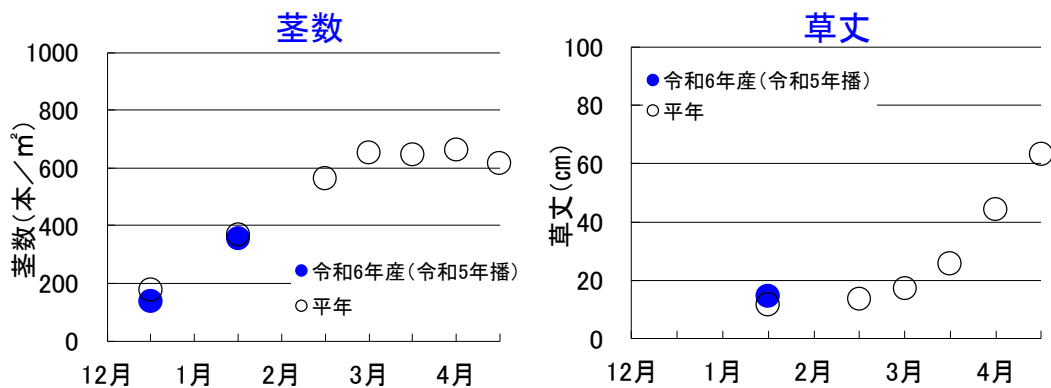 茎数
茎数(本／㎡)
1000
800
600
400
200
0
12月 1月 2月 3月 4月
令和6年産(令和5年播)
平年
草丈
草丈(㎝)
100
80
60
40
20
0
12月 1月 2月 3月 4月
令和6年産(令和5年播)
平年